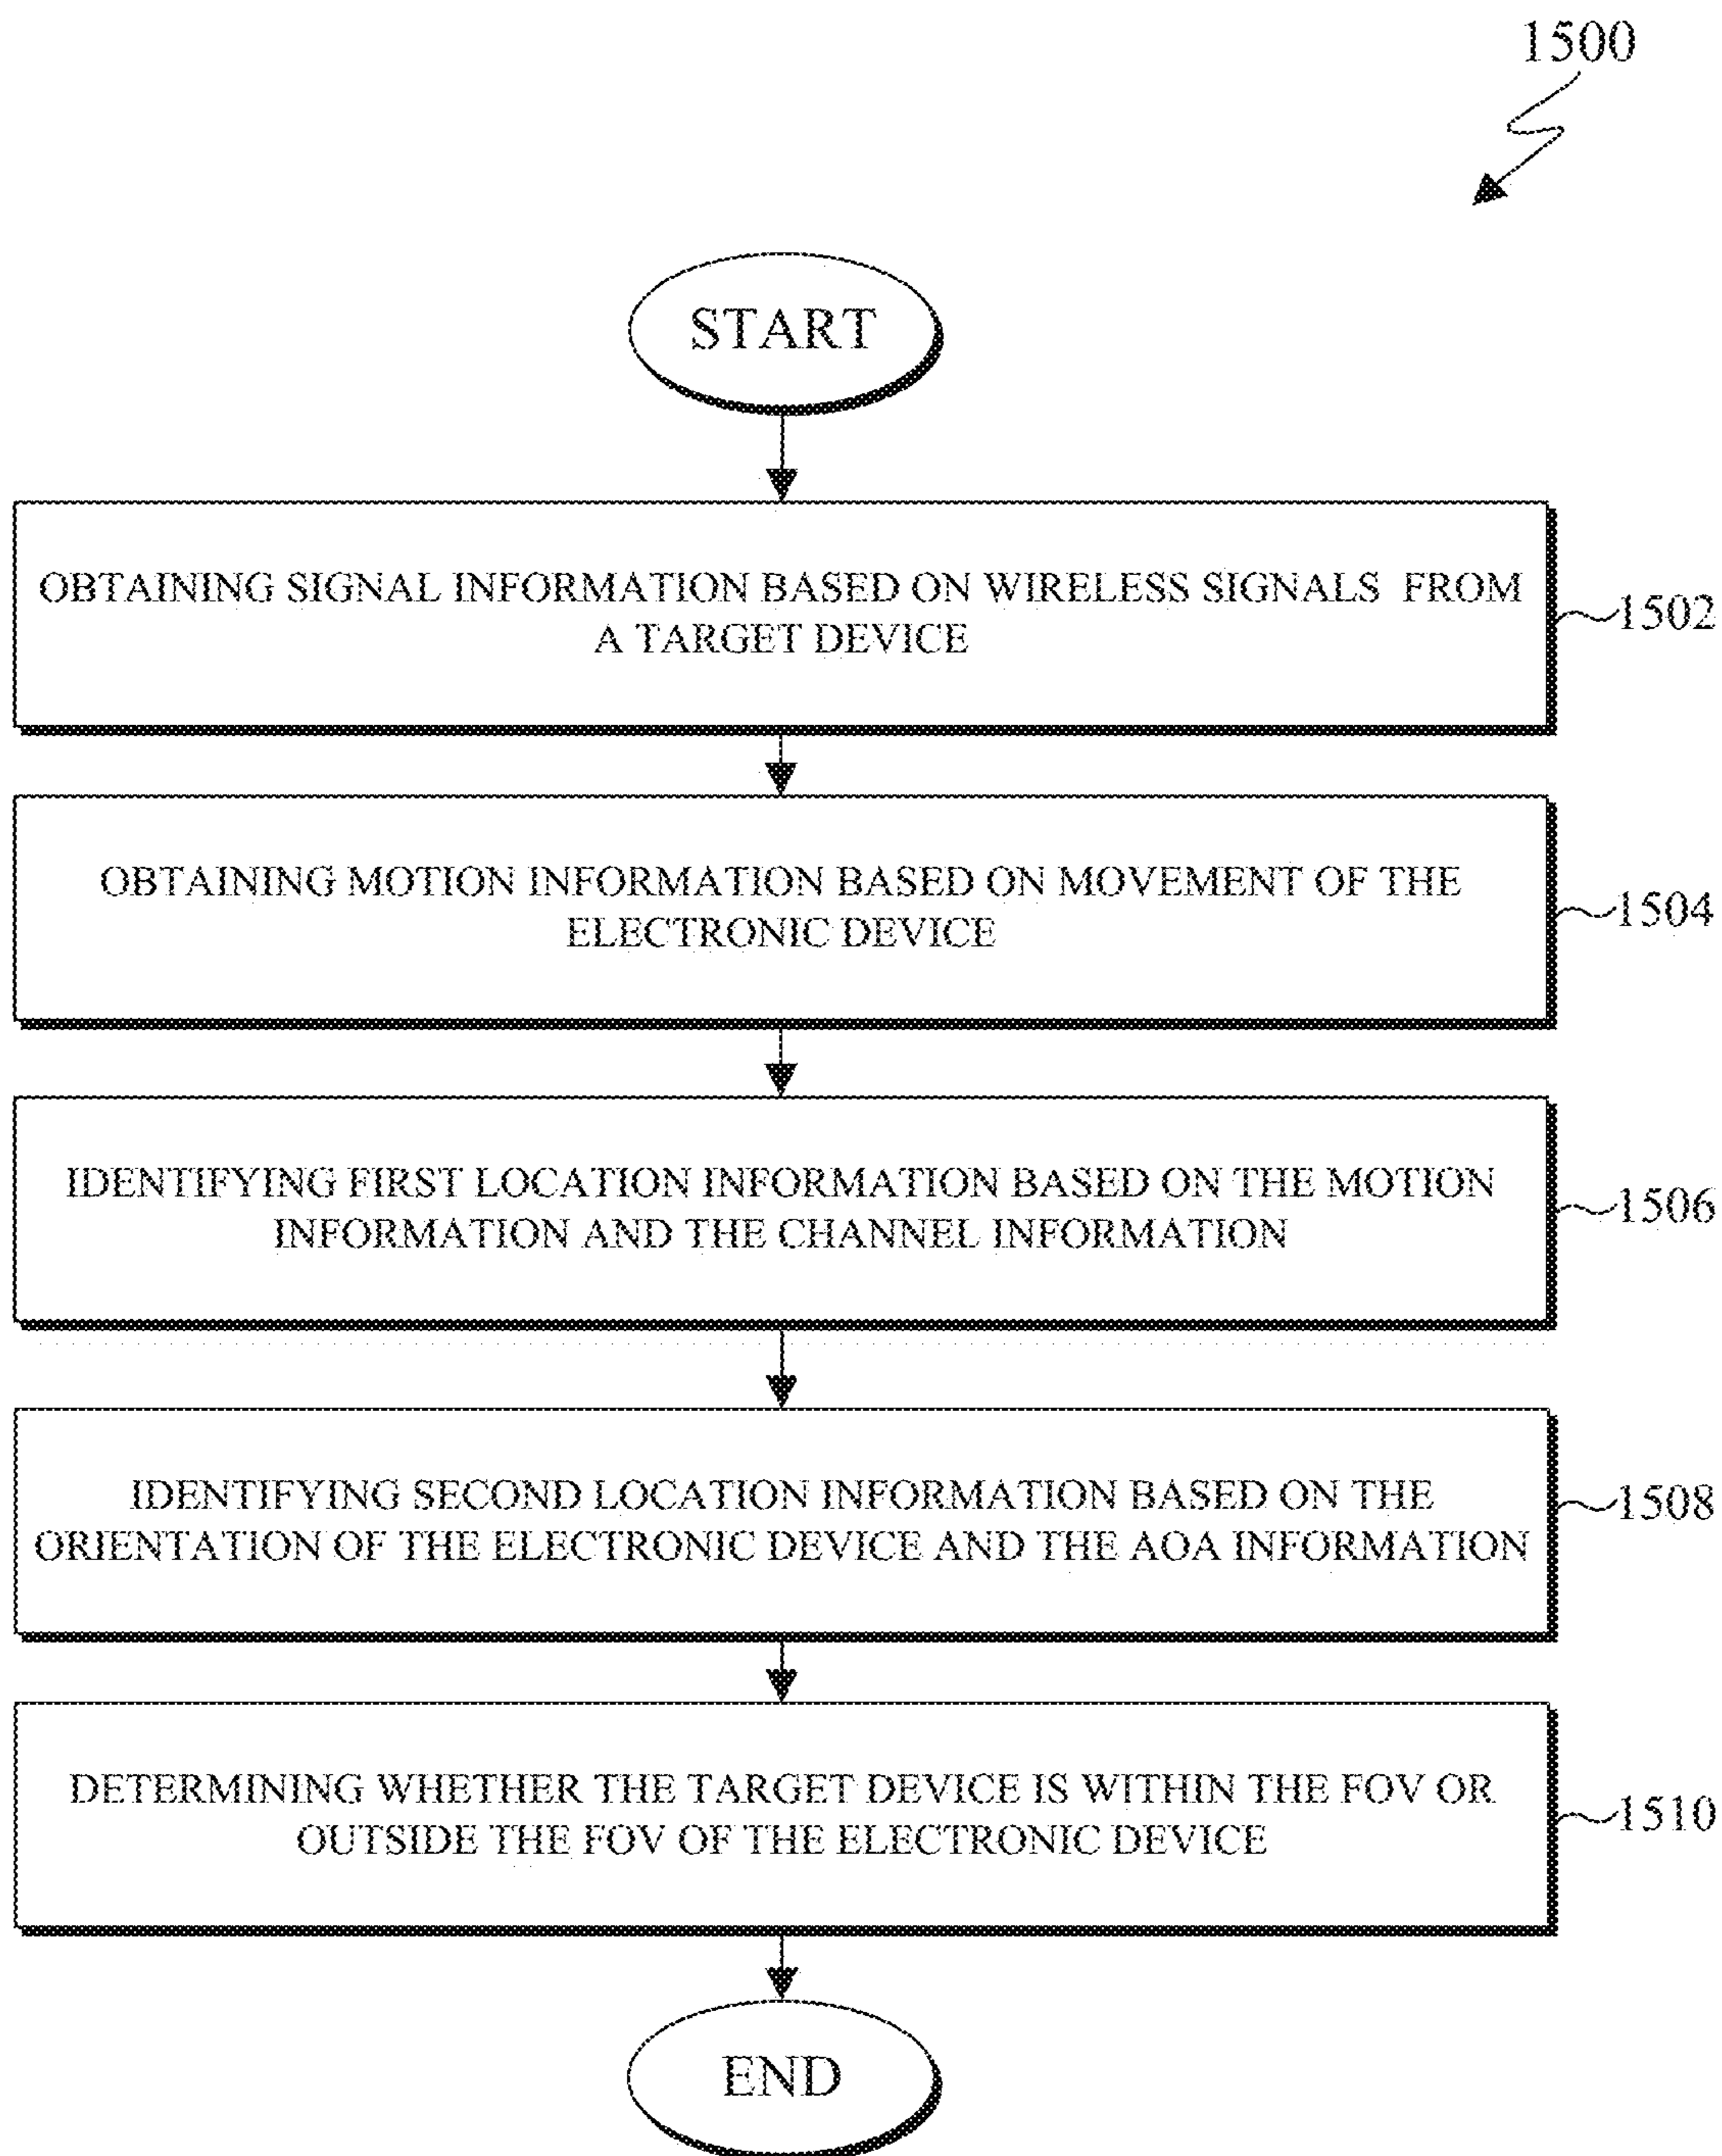 1500
START
OBTAINING SIGNAL INFORMATION BASED ON WIRELESS SIGNALS FROM
A TARGET DEVICE
1502
OBTAINING MOTION INFORMATION BASED ON MOVEMENT OF THE
ELECTRONIC DEVICE
1504
IDENTIFYING FIRST LOCATION INFORMATION BASED ON THE MOTION
INFORMATION AND THE CHANNEL INFORMATION
1506
IDENTIFYING SECOND LOCATION INFORMATION BASED ON THE
ORIENTATION OF THE ELECTRONIC DEVICE AND THE AOA INFORMATION
1508
DETERMINING WHETHER THE TARGET DEVICE IS WITHIN THE FOV OR
OUTSIDE THE FOV OF THE ELECTRONIC DEVICE
1510
END